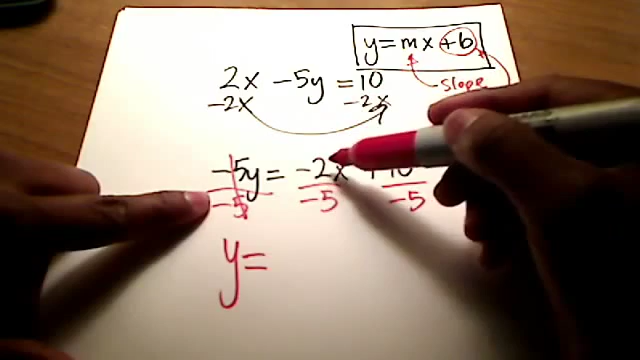 y=mx+b
2x -5y =10
slope
-2x -2x
-5y = -2x + 10
-5 -5 -5
y=